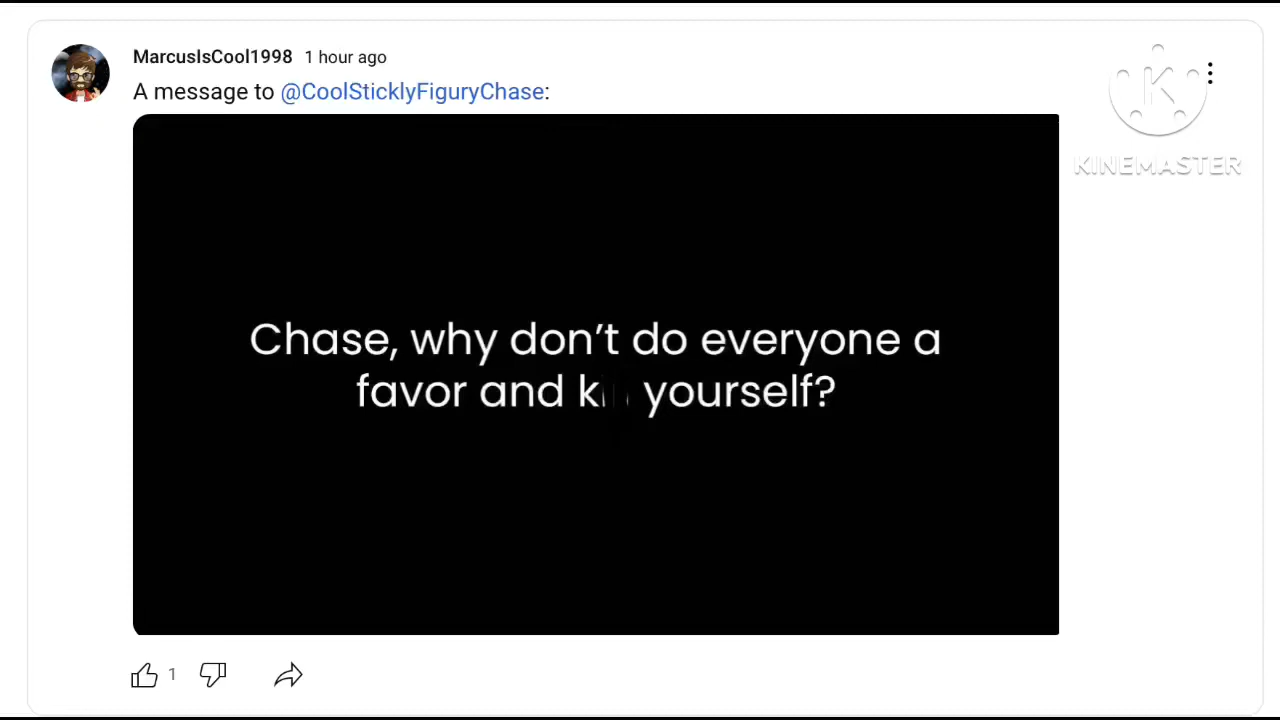 MarcusIsCool1998 1 hour ago
A message to @CoolSticklyFiguryChase:
KINEMASTER
Chase, why don't do everyone a
favor and yourself?
1